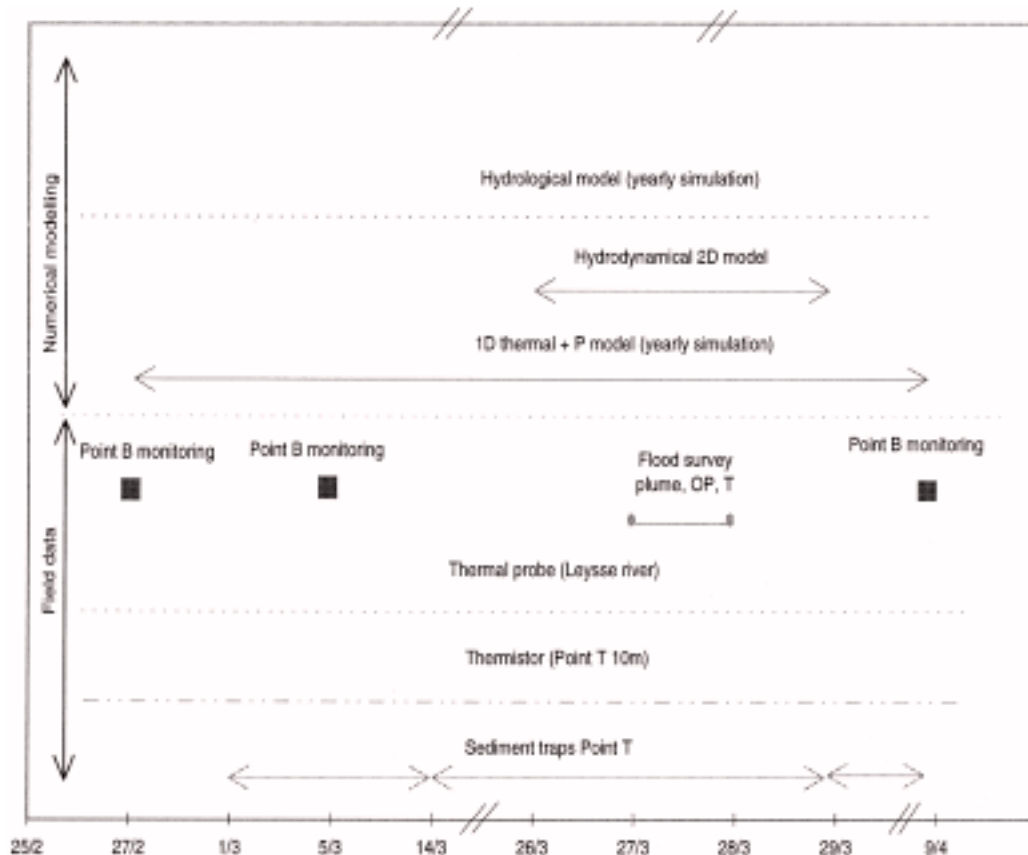 Numerical modelling
Hydrological model (yearly simulation)
Hydrodynamical 2D model
1D thermal + P model (yearly simulation)
Field data
Point B monitoring
Point B monitoring
Flood survey
plume, OP, T
Point B monitoring
Thermal probe (Leysse river)
Thermistor (Point T 10m)
Sediment traps Point T
25/2 27/2 1/3 5/3 14/3 26/3 27/3 28/3 29/3 9/4